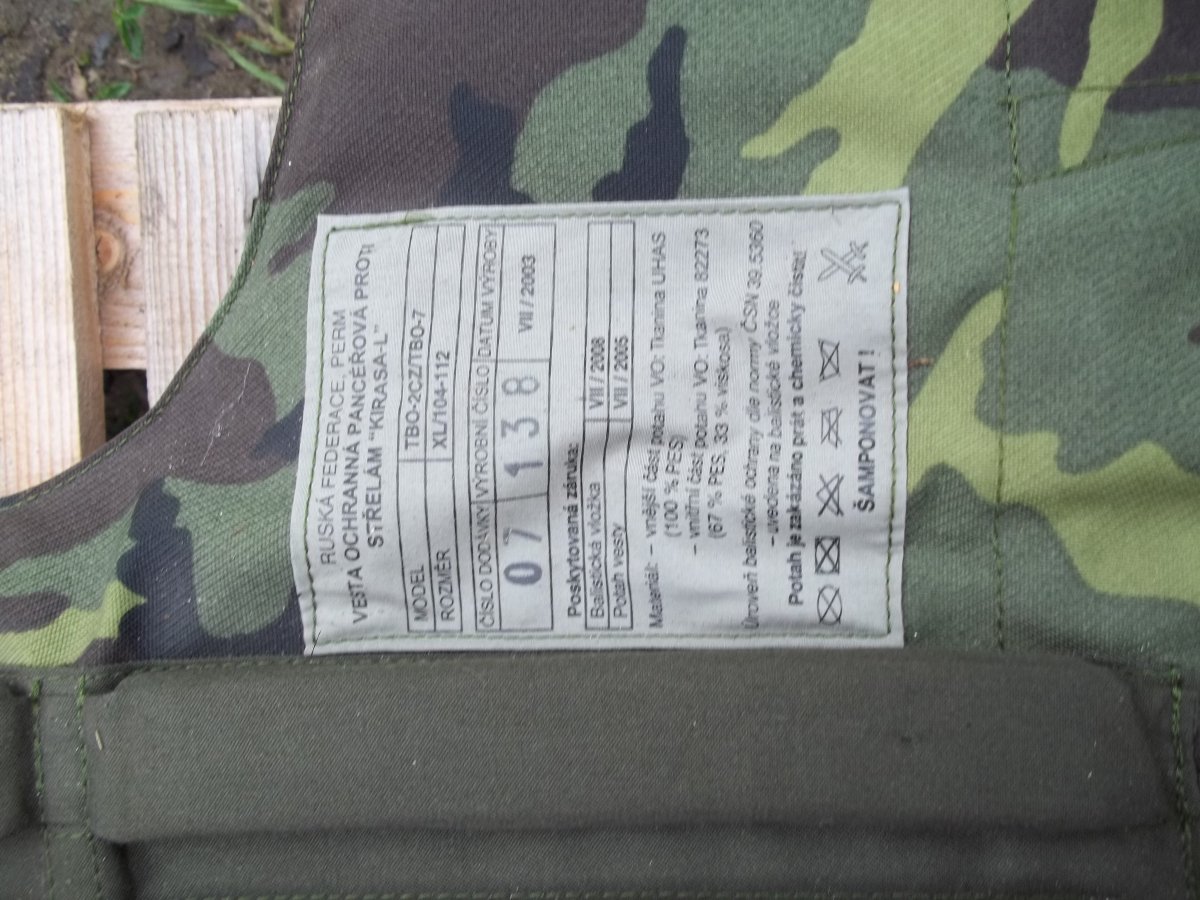 RUSKÁ FEDERACE, PERM
VESTA OCHRANNÁ PANCÉŘOVÁ PROTI
STŘELÁM "KIRASA-L"
MODEL TBO-2CZ/TBO-7
ROZMĚR XL/104-112
ČÍSLO DODÁVKY VÝROBNÍ ČÍSLO DATUM VÝROBY
07 138 VII / 2003
Poskytovaná záruka:
Balistická vložka VII / 2008
Potah vesty VII / 2005
Materiál: – vnější část potahu VO: Tkanina UHAS
(100 % PES)
– vnitřní část potahu VO: Tkanina 82273
(67 % PES, 33 % viskosa)
Úroveň balistické ochrany dle normy ČSN 39.5360
– uvedena na balistické vložce
Potah je zakázáno prát a chemicky čistit!
ŠAMPONOVAT !